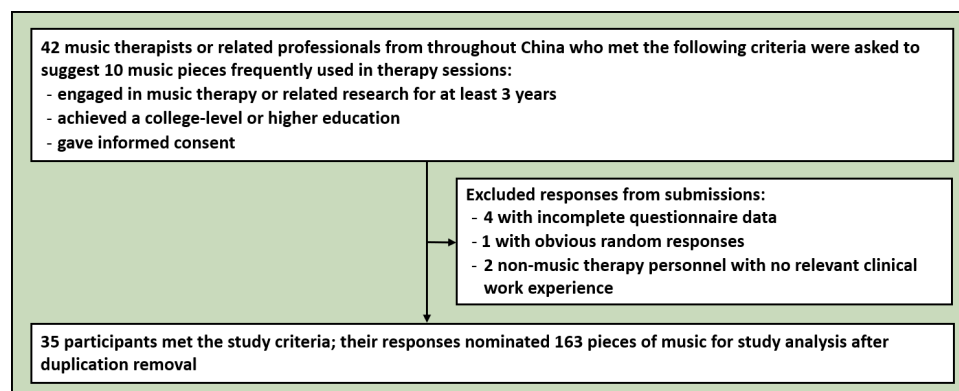 42 music therapists or related professionals from throughout China who met the following criteria were asked to
suggest 10 music pieces frequently used in therapy sessions:
- engaged in music therapy or related research for at least 3 years
- achieved a college-level or higher education
- gave informed consent
Excluded responses from submissions:
- 4 with incomplete questionnaire data
- 1 with obvious random responses
- 2 non-music therapy personnel with no relevant clinical
work experience
35 participants met the study criteria; their responses nominated 163 pieces of music for study analysis after
duplication removal